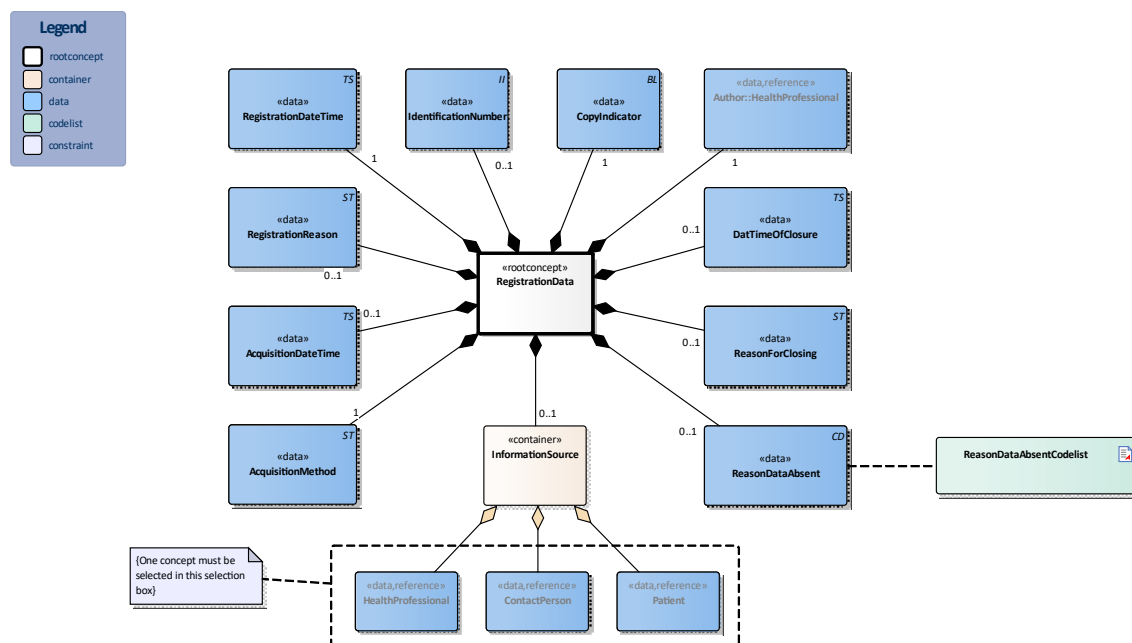 Legend
rootconcept
container
data
codelist
constraint
TS
«data»
RegistrationDateTime
II
«data»
IdentificationNumber
BL
«data»
CopyIndicator
«data,reference»
Author::HealthProfessional
1
0..1
1
1
ST
«data»
RegistrationReason
0..1
TS
«data»
DatTimeOfClosure
0..1
«rootconcept»
RegistrationData
TS
«data»
AcquisitionDateTime
0..1
ST
«data»
ReasonForClosing
0..1
ST
«data»
AcquisitionMethod
1
«container»
InformationSource
0..1
CD
«data»
ReasonDataAbsent
0..1
ReasonDataAbsentCodelist
{One concept must be
selected in this selection
box}
«data,reference»
HealthProfessional
«data,reference»
ContactPerson
«data,reference»
Patient